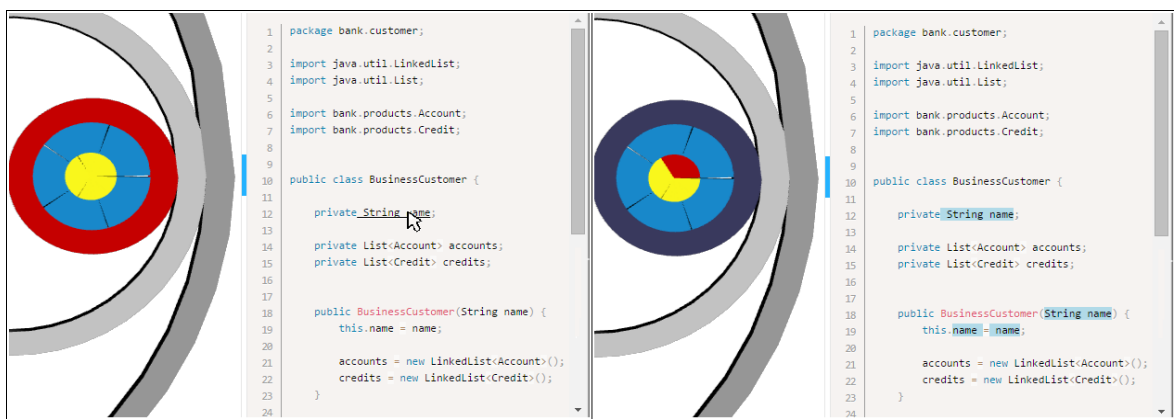 1 package bank.customer;
2
3 import java.util.LinkedList;
4 import java.util.List;
5
6 import bank.products.Account;
7 import bank.products.Credit;
8
9
10 public class BusinessCustomer {
11
12 private String name;
13
14 private List<Account> accounts;
15 private List<Credit> credits;
16
17
18 public BusinessCustomer(String name) {
19 this.name = name;
20
21 accounts = new LinkedList<Account>();
22 credits = new LinkedList<Credit>();
23 }
24
1 package bank.customer;
2
3 import java.util.LinkedList;
4 import java.util.List;
5
6 import bank.products.Account;
7 import bank.products.Credit;
8
9
10 public class BusinessCustomer {
11
12 private String name;
13
14 private List<Account> accounts;
15 private List<Credit> credits;
16
17
18 public BusinessCustomer(String name) {
19 this.name = name;
20
21 accounts = new LinkedList<Account>();
22 credits = new LinkedList<Credit>();
23 }
24